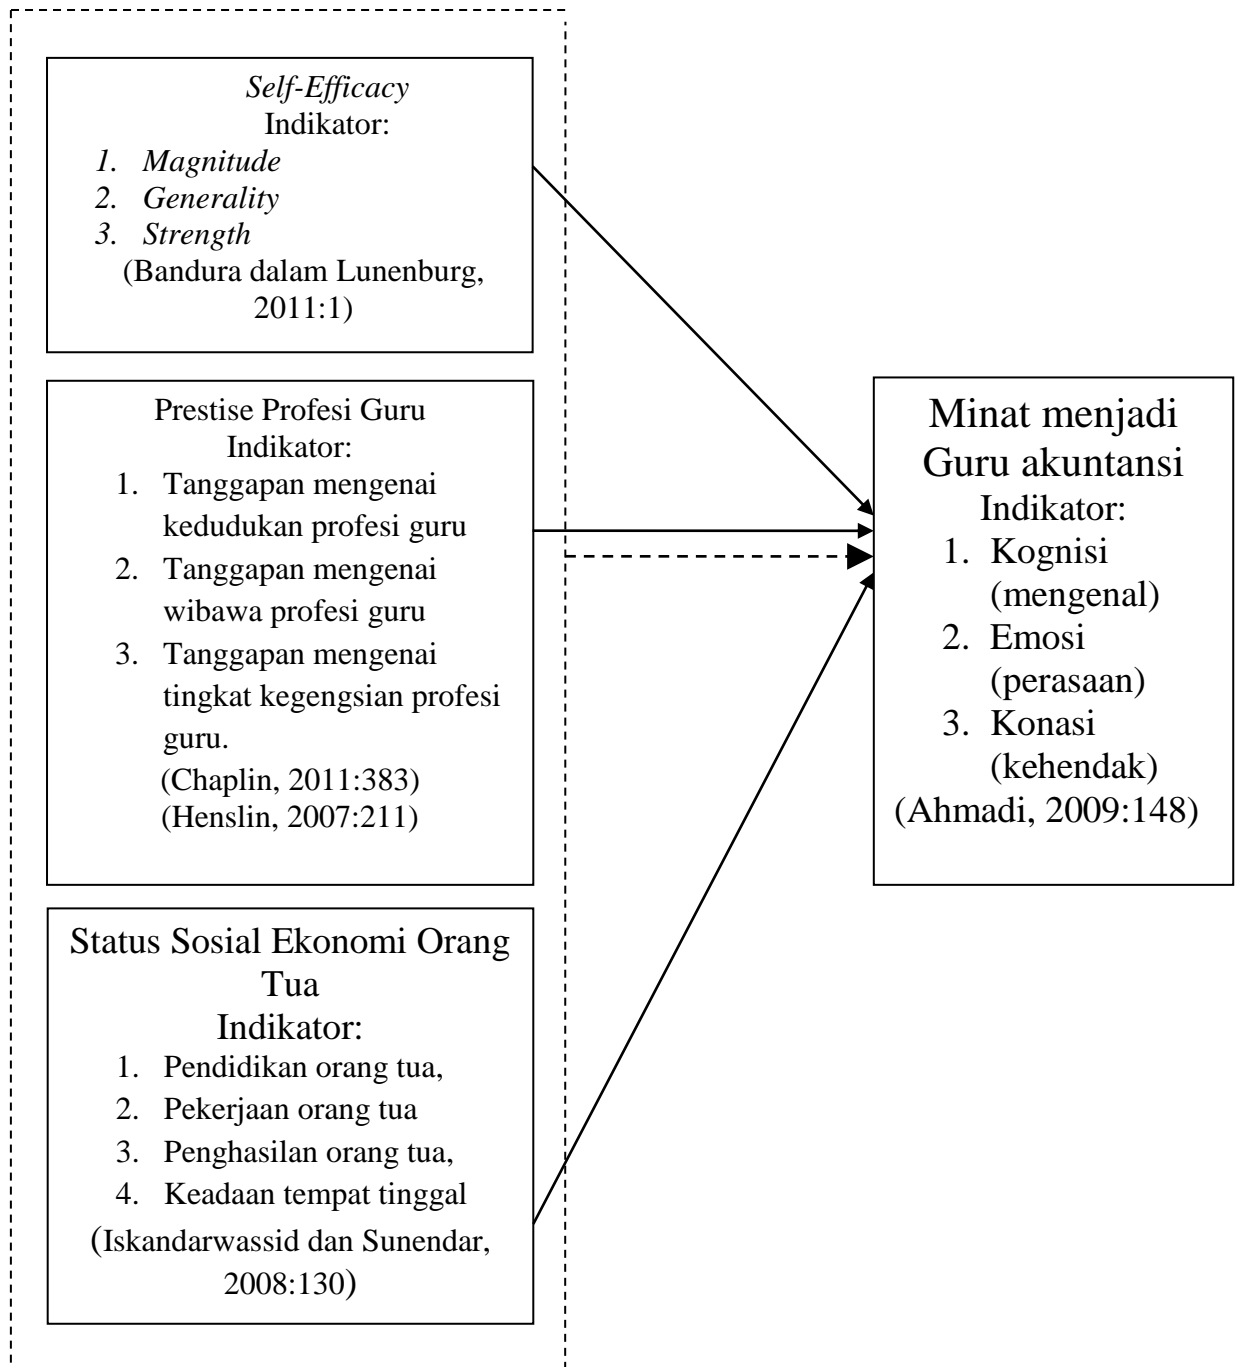 Self-Efficacy
Indikator:
1. Magnitude
2. Generality
3. Strength
(Bandura dalam Lunenburg,
2011:1)
Prestise Profesi Guru
Indikator:
1. Tanggapan mengenai
kedudukan profesi guru
2. Tanggapan mengenai
wibawa profesi guru
3. Tanggapan mengenai
tingkat kegengsian profesi
guru.
(Chaplin, 2011:383)
(Henslin, 2007:211)
Status Sosial Ekonomi Orang
Tua
Indikator:
1. Pendidikan orang tua,
2. Pekerjaan orang tua
3. Penghasilan orang tua,
4. Keadaan tempat tinggal
(Iskandarwassid dan Sunendar,
2008:130)
Minat menjadi
Guru akuntansi
Indikator:
1. Kognisi
(mengenal)
2. Emosi
(perasaan)
3. Konasi
(kehendak)
(Ahmadi, 2009:148)